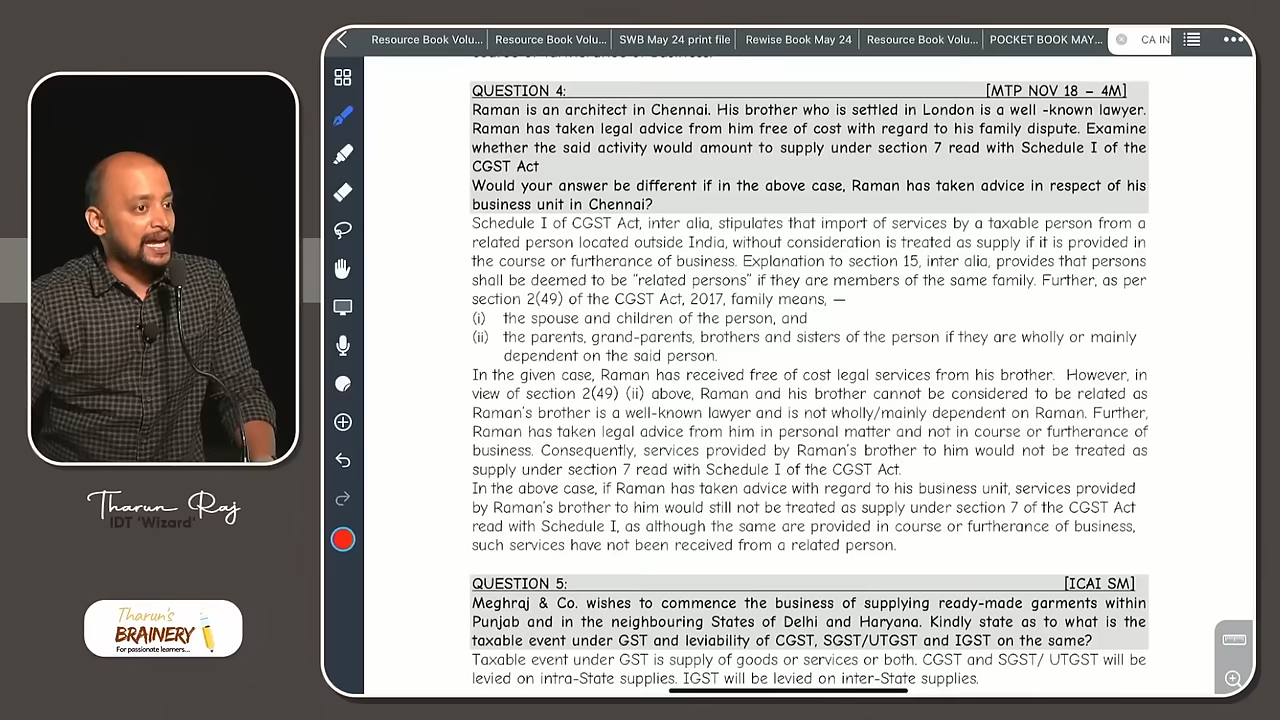 Resource Book Volu...
Resource Book Volu...
SWB May 24 print file
Rewise Book May 24
Resource Book Volu...
POCKET BOOK MAY...
CA IN
QUESTION 4: [MTP NOV 18 – 4M]
Raman is an architect in Chennai. His brother who is settled in London is a well -known lawyer.
Raman has taken legal advice from him free of cost with regard to his family dispute. Examine
whether the said activity would amount to supply under section 7 read with Schedule I of the
CGST Act
Would your answer be different if in the above case, Raman has taken advice in respect of his
business unit in Chennai?
Schedule I of CGST Act, inter alia, stipulates that import of services by a taxable person from a
related person located outside India, without consideration is treated as supply if it is provided in
the course or furtherance of business. Explanation to section 15, inter alia, provides that persons
shall be deemed to be "related persons" if they are members of the same family. Further, as per
section 2(49) of the CGST Act, 2017, family means, —
(i) the spouse and children of the person, and
(ii) the parents, grand-parents, brothers and sisters of the person if they are wholly or mainly
dependent on the said person.
In the given case, Raman has received free of cost legal services from his brother. However, in
view of section 2(49) (ii) above, Raman and his brother cannot be considered to be related as
Raman's brother is a well-known lawyer and is not wholly/mainly dependent on Raman. Further,
Raman has taken legal advice from him in personal matter and not in course or furtherance of
business. Consequently, services provided by Raman's brother to him would not be treated as
supply under section 7 read with Schedule I of the CGST Act.
In the above case, if Raman has taken advice with regard to his business unit, services provided
by Raman's brother to him would still not be treated as supply under section 7 of the CGST Act
read with Schedule I, as although the same are provided in course or furtherance of business,
such services have not been received from a related person.
QUESTION 5: [ICAI SM]
Meghraj & Co. wishes to commence the business of supplying ready-made garments within
Punjab and in the neighbouring States of Delhi and Haryana. Kindly state as to what is the
taxable event under GST and leviability of CGST, SGST/UTGST and IGST on the same?
Taxable event under GST is supply of goods or services or both. CGST and SGST/ UTGST will be
levied on intra-State supplies. IGST will be levied on inter-State supplies.
Tharun Raj
IDT 'Wizard'
Tharun's
BRAINERY
For passionate learners...